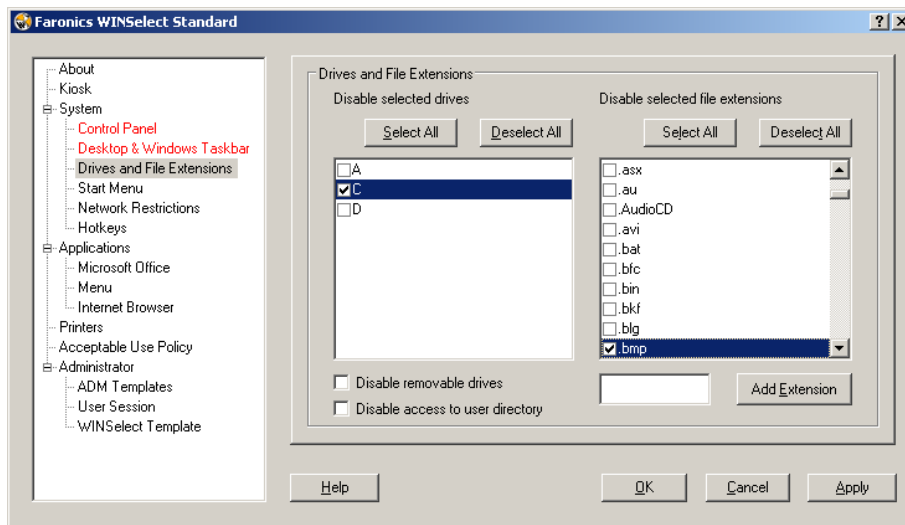 Faronics WINSelect Standard
About
Kiosk
System
Control Panel
Desktop & Windows Taskbar
Drives and File Extensions
Start Menu
Network Restrictions
Hotkeys
Applications
Microsoft Office
Menu
Internet Browser
Printers
Acceptable Use Policy
Administrator
ADM Templates
User Session
WINSelect Template
Drives and File Extensions
Disable selected drives
Select All
Deselect All
A
C
D
Disable removable drives
Disable access to user directory
Disable selected file extensions
Select All
Deselect All
.asx
.au
.AudioCD
.avi
.bat
.bfc
.bin
.bkf
.blg
.bmp
Add Extension
Help
OK
Cancel
Apply